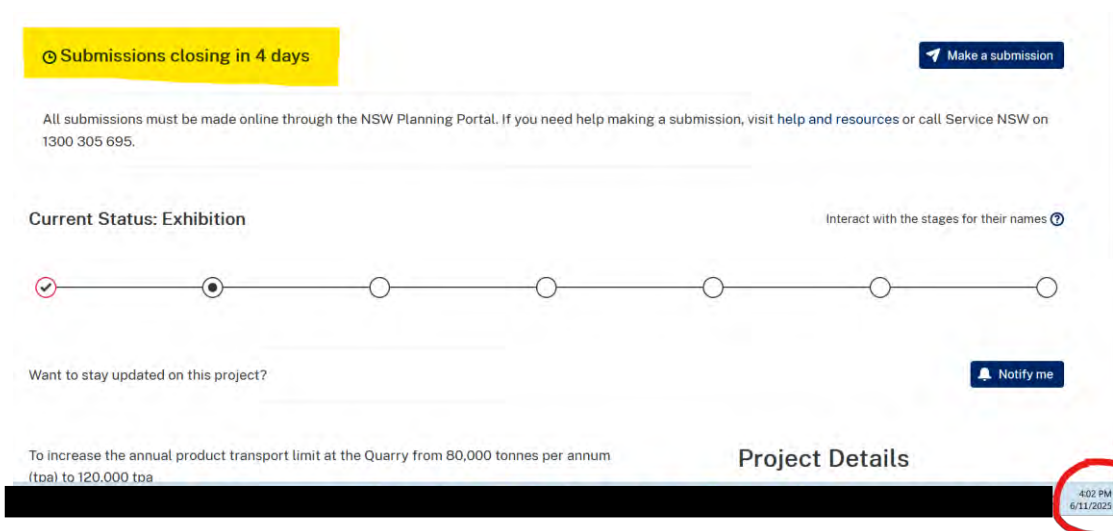 Submissions closing in 4 days
Make a submission
All submissions must be made online through the NSW Planning Portal. If you need help making a submission, visit help and resources or call Service NSW on
1300 305 695.
Current Status: Exhibition
Interact with the stages for their names
Want to stay updated on this project?
Notify me
To increase the annual product transport limit at the Quarry from 80,000 tonnes per annum
(tpa) to 120,000 tpa
Project Details
4:02 PM
6/11/2025